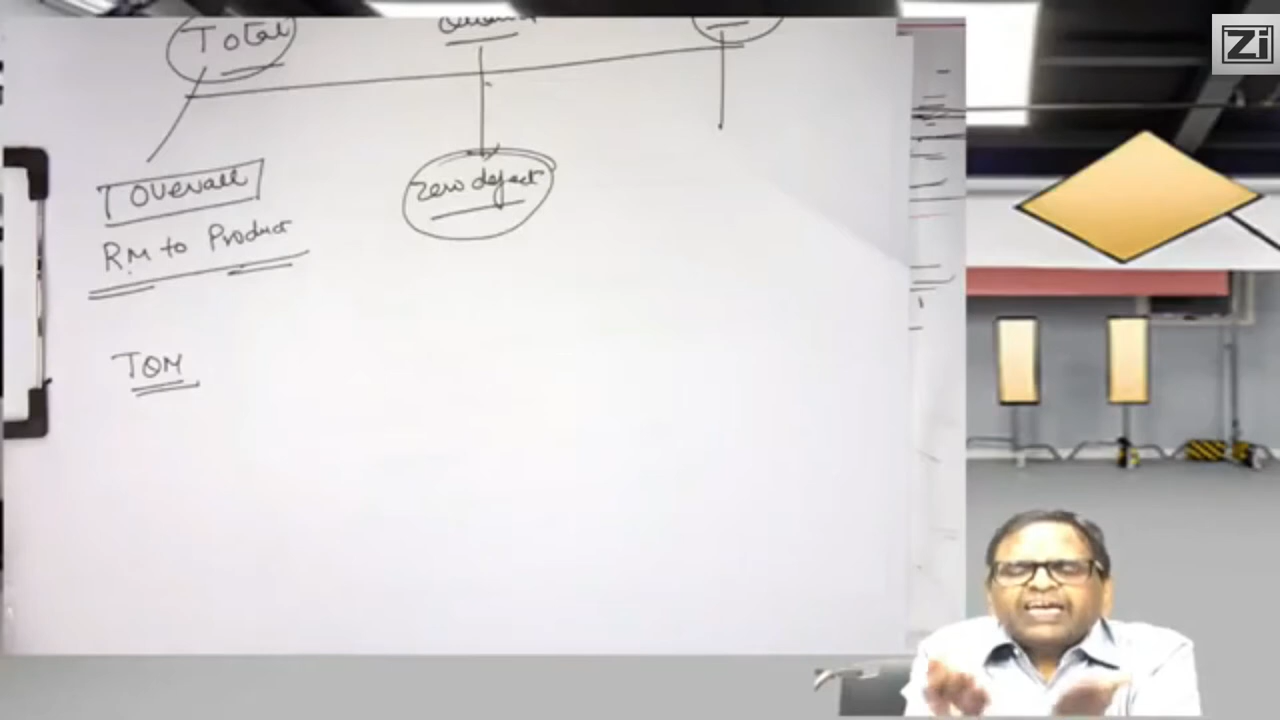 Total
T Overall
zero defect
RM to Product
TQM
Zi